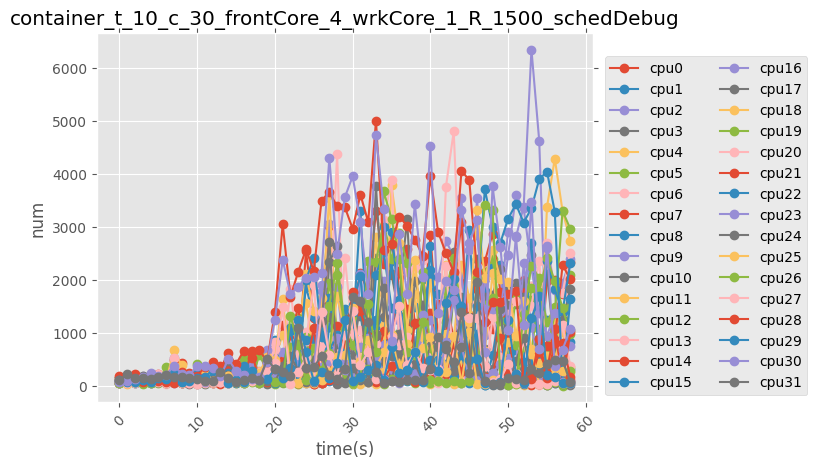 container_t_10_c_30_frontCore_4_wrkCore_1_R_1500_schedDebug
num
6000
5000
4000
3000
2000
1000
0
0
10
20
30
40
50
60
time(s)
cpu0
cpu1
cpu2
cpu3
cpu4
cpu5
cpu6
cpu7
cpu8
cpu9
cpu10
cpu11
cpu12
cpu13
cpu14
cpu15
cpu16
cpu17
cpu18
cpu19
cpu20
cpu21
cpu22
cpu23
cpu24
cpu25
cpu26
cpu27
cpu28
cpu29
cpu30
cpu31